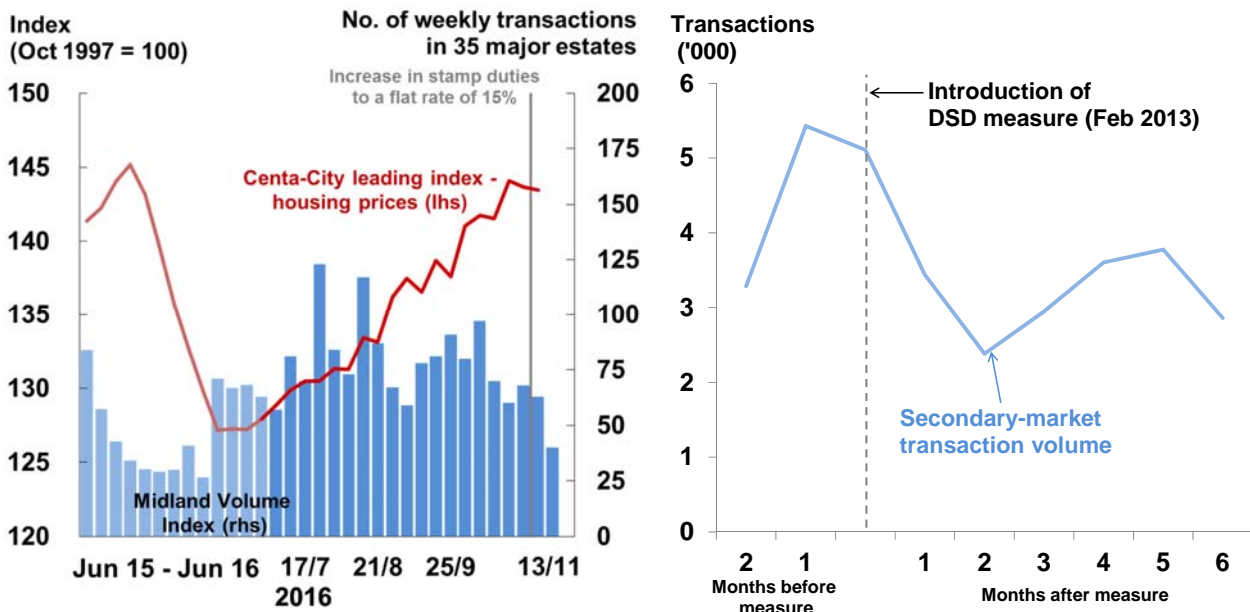 Index
(Oct 1997 = 100)
No. of weekly transactions
in 35 major estates
Increase in stamp duties
to a flat rate of 15%
150
145
140
135
130
125
120
200
175
150
125
100
75
50
25
0
Centa-City leading index -
housing prices (lhs)
Midland Volume
Index (rhs)
Jun 15 - Jun 16 17/7 21/8 25/9 13/11
2016
Transactions
('000)
6
5
4
3
2
1
0
Introduction of
DSD measure (Feb 2013)
Secondary-market
transaction volume
2 1 1 2 3 4 5 6
Months before
measure
Months after measure